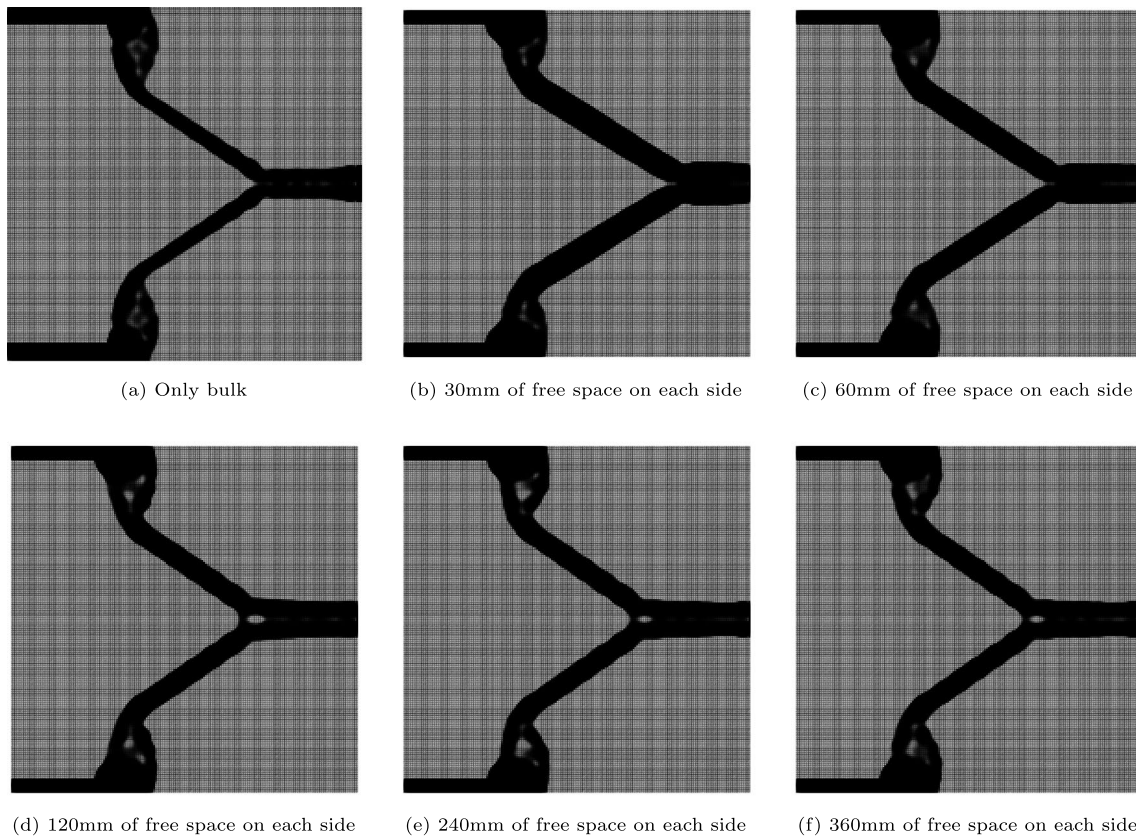 (a) Only bulk
(b) 30mm of free space on each side
(c) 60mm of free space on each side
(d) 120mm of free space on each side
(e) 240mm of free space on each side
(f) 360mm of free space on each side